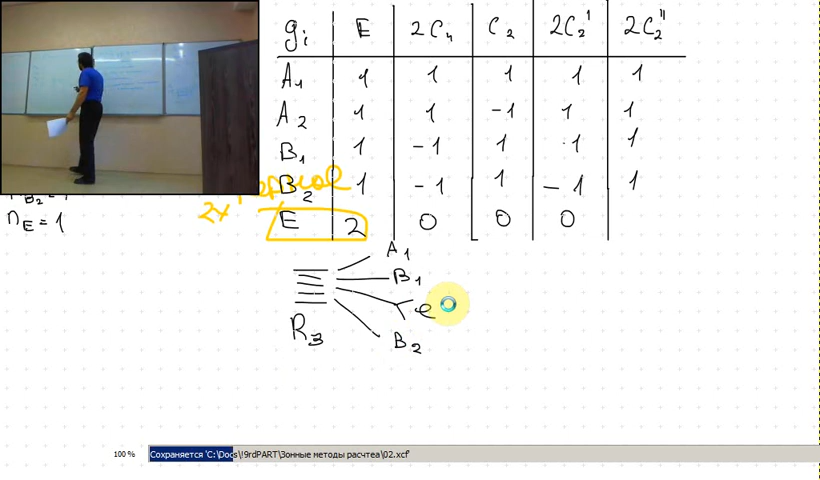 gᵢ E 2C₄ C₂ 2C₂' 2C₂''
A₁ 1 1 1 1 1
A₂ 1 1 -1 1 1
B₁ 1 -1 1 -1 1
B₂ 1 -1 1 -1 1
n_E = 1
E 2 0 0 0
A₁
B₁
e
R₃
B₂
100 % Сохраняется 'C:\Docs\!9rdPART\Зонные методы расчтеа\02.xcf'